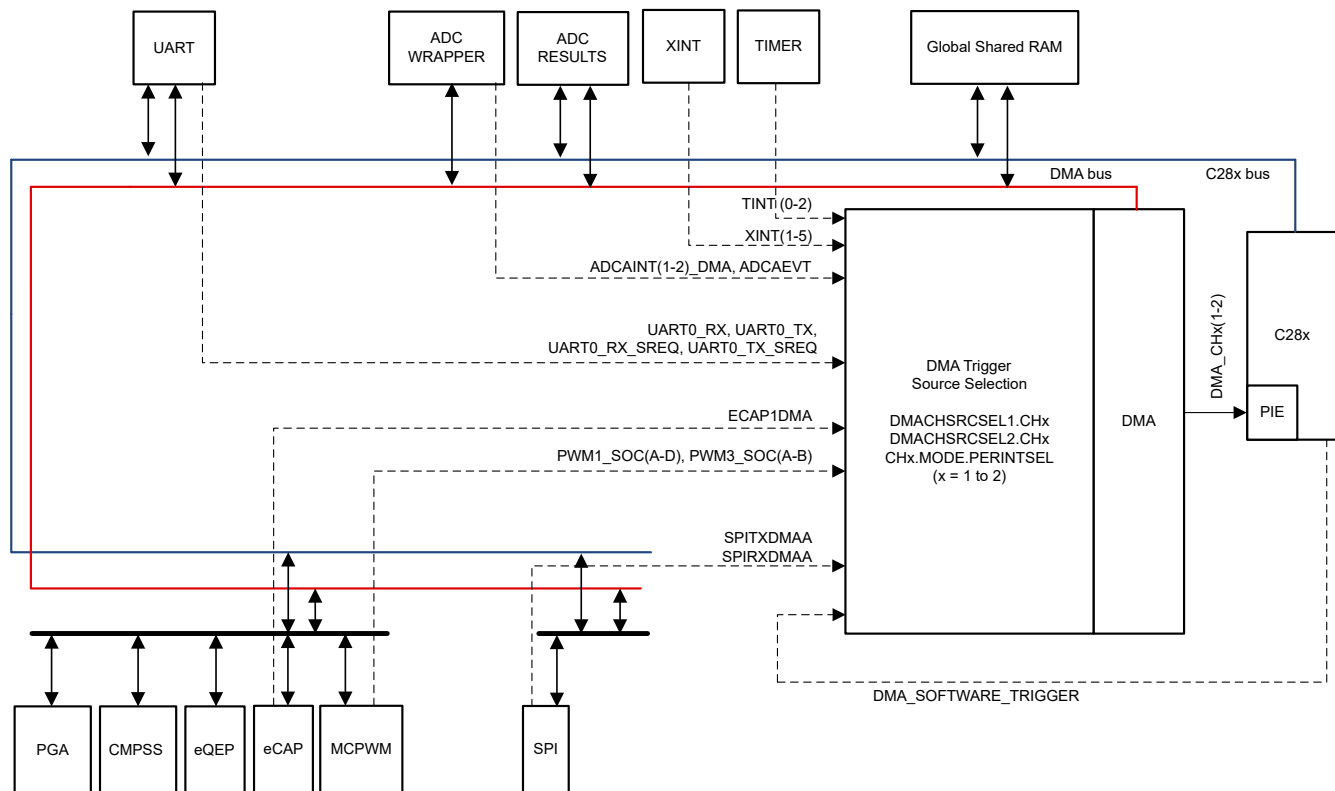 UART
ADC
WRAPPER
ADC
RESULTS
XINT
TIMER
Global Shared RAM
DMA bus
C28x bus
TINT (0-2)
XINT(1-5)
ADCAINT(1-2)_DMA, ADCAEVT
UART0_RX, UART0_TX,
UART0_RX_SREQ, UART0_TX_SREQ
ECAP1DMA
PWM1_SOC(A-D), PWM3_SOC(A-B)
SPITXDMAA
SPIRXDMAA
DMA Trigger
Source Selection
DMACHSRCSEL1.CHx
DMACHSRCSEL2.CHx
CHx.MODE.PERINTSEL
(x = 1 to 2)
DMA
DMA_CHx(1-2)
C28x
PIE
DMA_SOFTWARE_TRIGGER
PGA
CMPSS
eQEP
eCAP
MCPWM
SPI